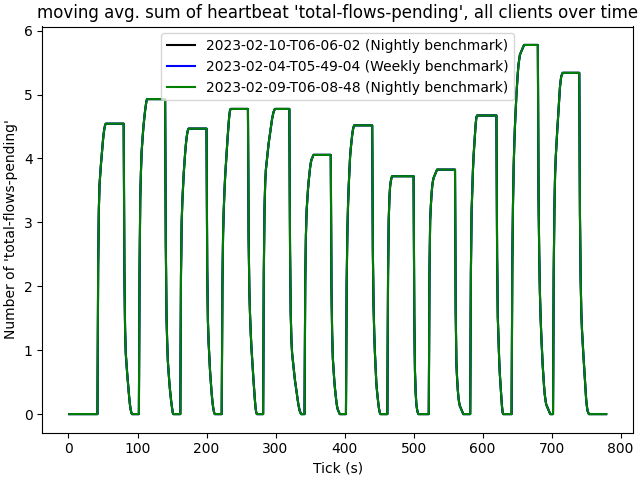 moving avg. sum of heartbeat 'total-flows-pending', all clients over time
2023-02-10-T06-06-02 (Nightly benchmark)
2023-02-04-T05-49-04 (Weekly benchmark)
2023-02-09-T06-08-48 (Nightly benchmark)
Number of 'total-flows-pending'
6
5
4
3
2
1
0
0 100 200 300 400 500 600 700 800
Tick (s)